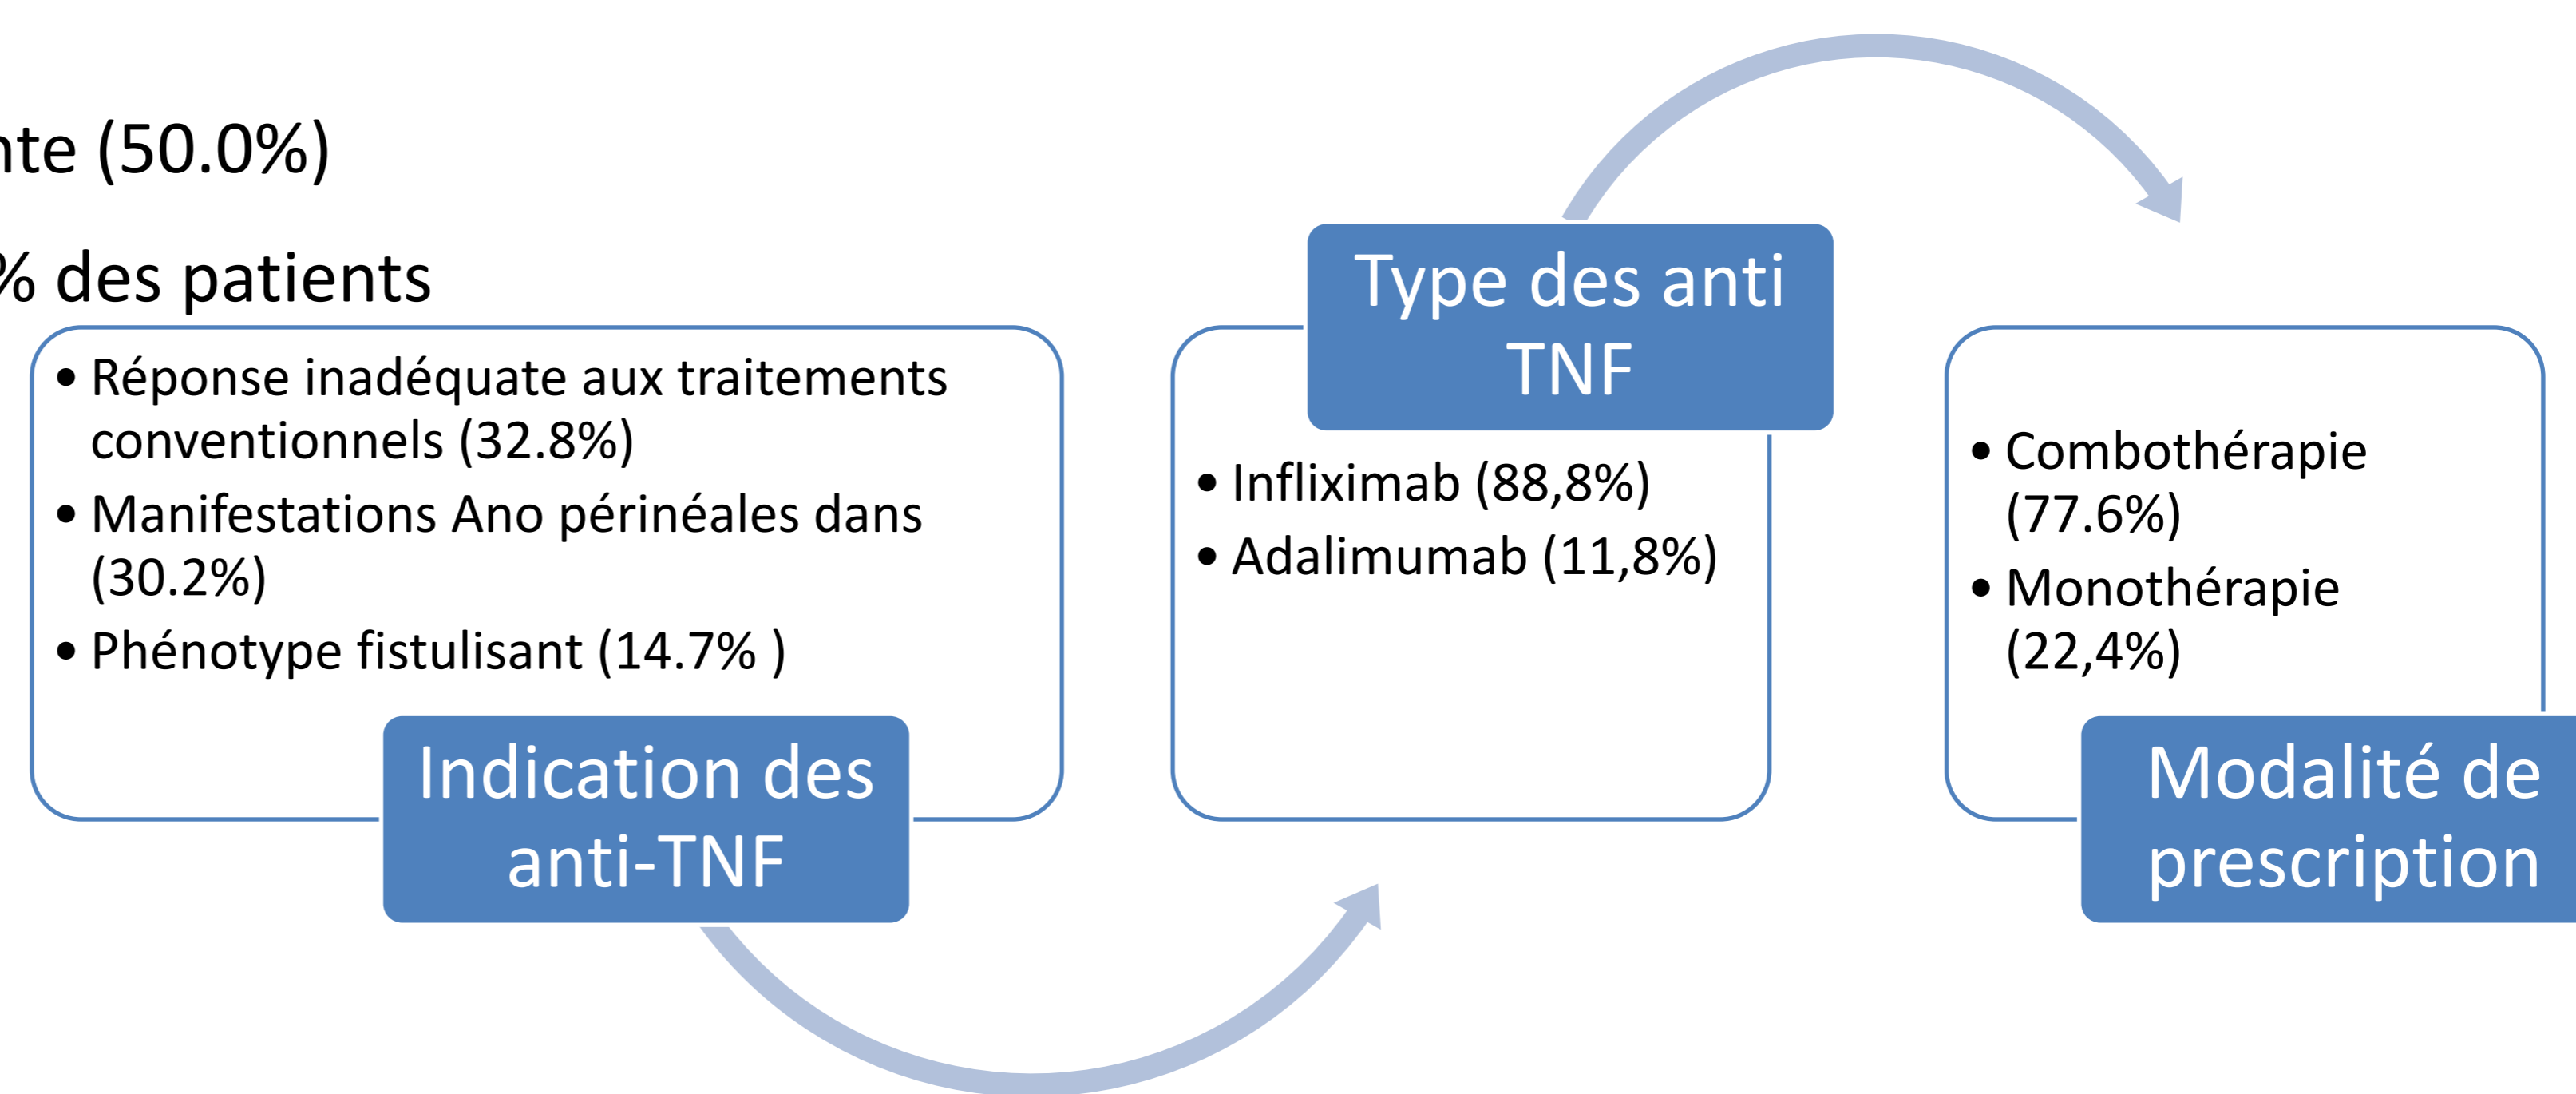 (50.0%)
% des patients
• Réponse inadéquate aux traitements
conventionnels (32.8%)
• Manifestations Ano périnéales dans
(30.2%)
• Phénotype fistulisant (14.7% )
Indication des
anti-TNF
Type des anti
TNF
• Infliximab (88,8%)
• Adalimumab (11,8%)
• Combothérapie
(77.6%)
• Monothérapie
(22,4%)
Modalité de
prescription